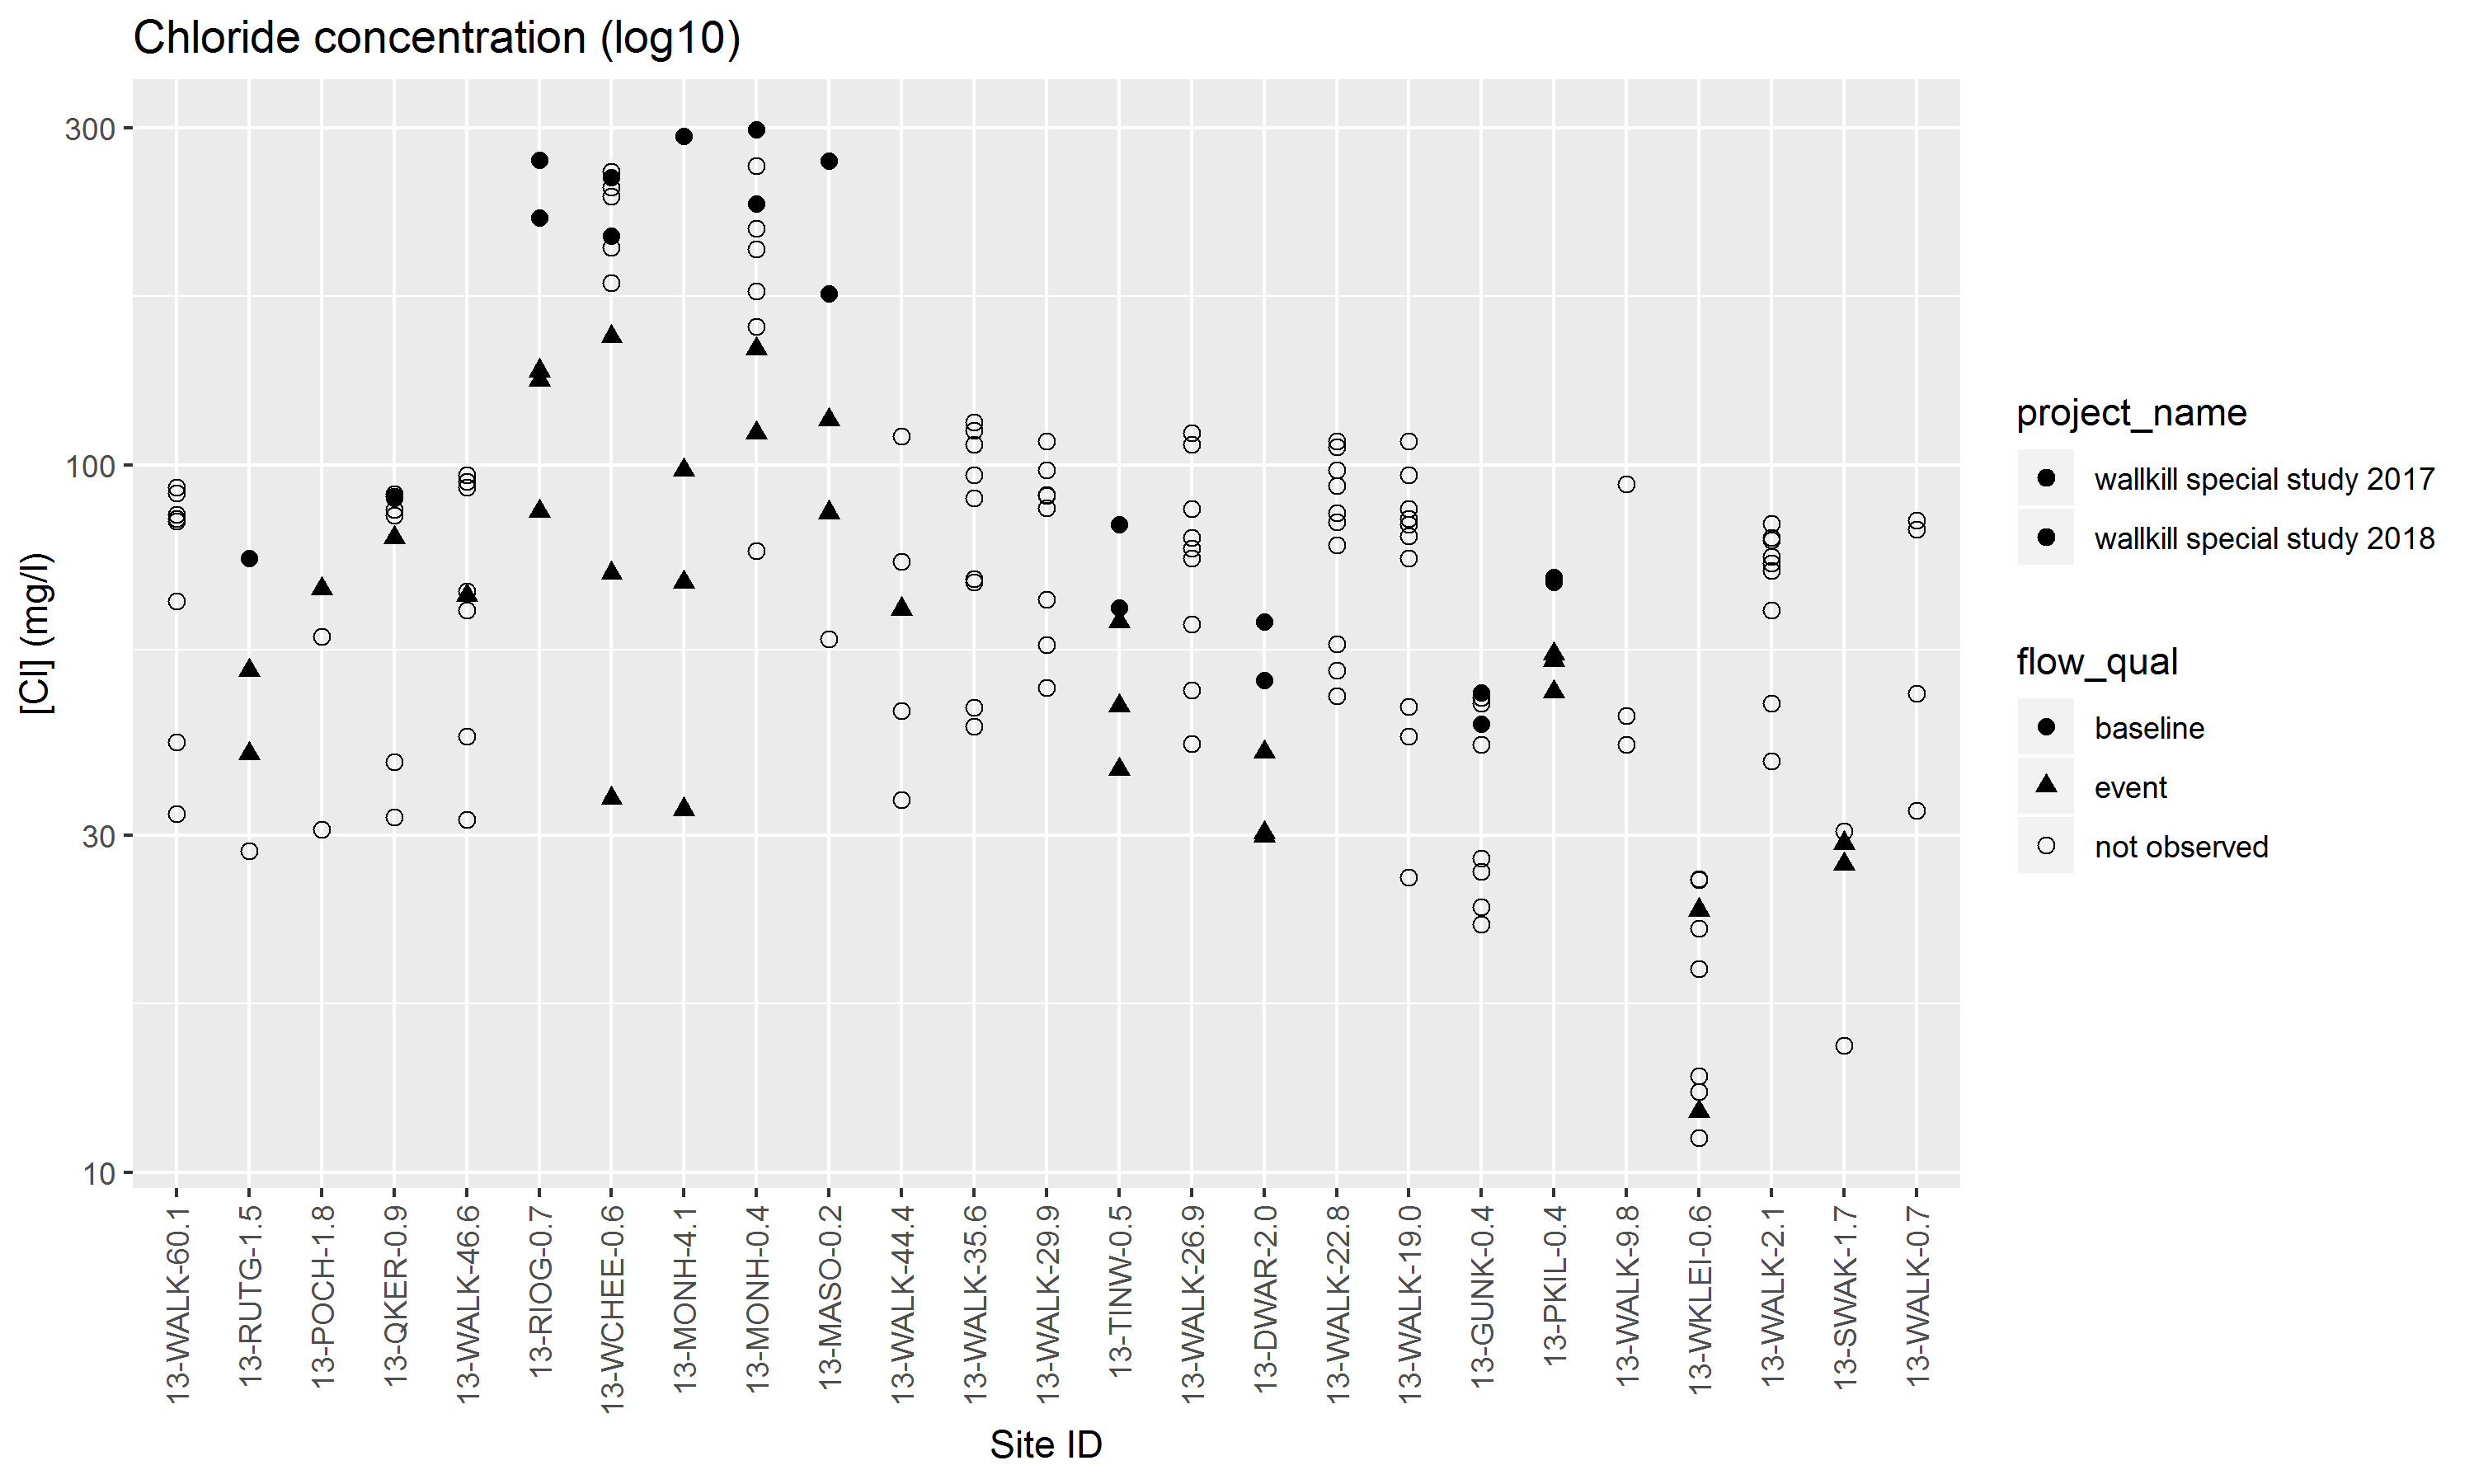 Chloride concentration (log10)
300
100
30
10
[Cl] (mg/l)
13-WALK-60.1
13-RUTG-1.5
13-POCH-1.8
13-QKER-0.9
13-WALK-46.6
13-RIOG-0.7
13-WCHEE-0.6
13-MONH-4.1
13-MONH-0.4
13-MASO-0.2
13-WALK-44.4
13-WALK-35.6
13-WALK-29.9
13-TINW-0.5
13-WALK-26.9
13-DWAR-2.0
13-WALK-22.8
13-WALK-19.0
13-GUNK-0.4
13-PKIL-0.4
13-WALK-9.8
13-WKLEI-0.6
13-WALK-2.1
13-SWAK-1.7
13-WALK-0.7
Site ID
project_name
wallkill special study 2017
wallkill special study 2018
flow_qual
baseline
event
not observed